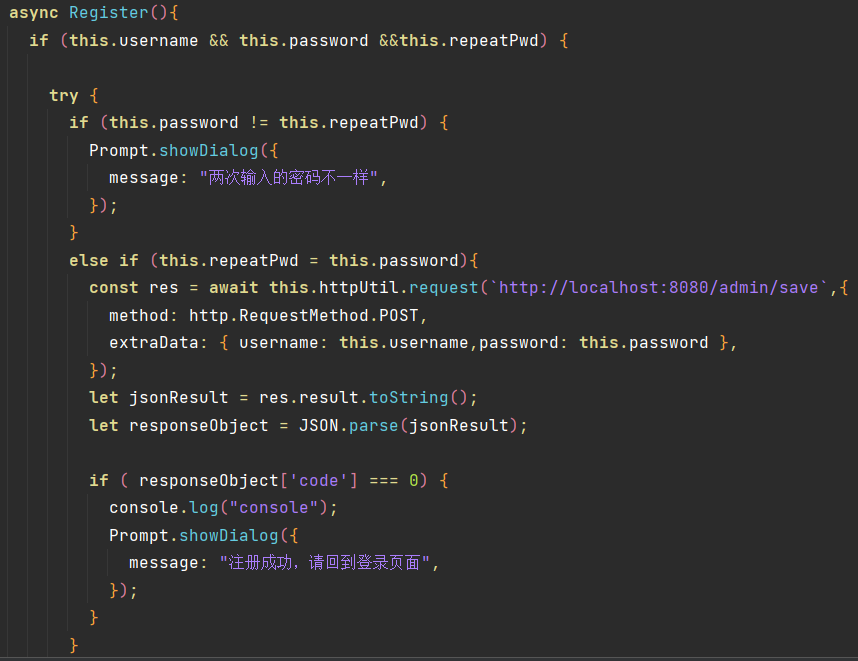 async Register(){
if (this.username && this.password &&this.repeatPwd) {
try {
if (this.password != this.repeatPwd) {
Prompt.showDialog({
message: "两次输入的密码不一样",
});
}
else if (this.repeatPwd = this.password){
const res = await this.httpUtil.request(`http://localhost:8080/admin/save`,{
method: http.RequestMethod.POST,
extraData: { username: this.username,password: this.password },
});
let jsonResult = res.result.toString();
let responseObject = JSON.parse(jsonResult);
if ( responseObject['code'] === 0) {
console.log("console");
Prompt.showDialog({
message: "注册成功，请回到登录页面",
});
}
}